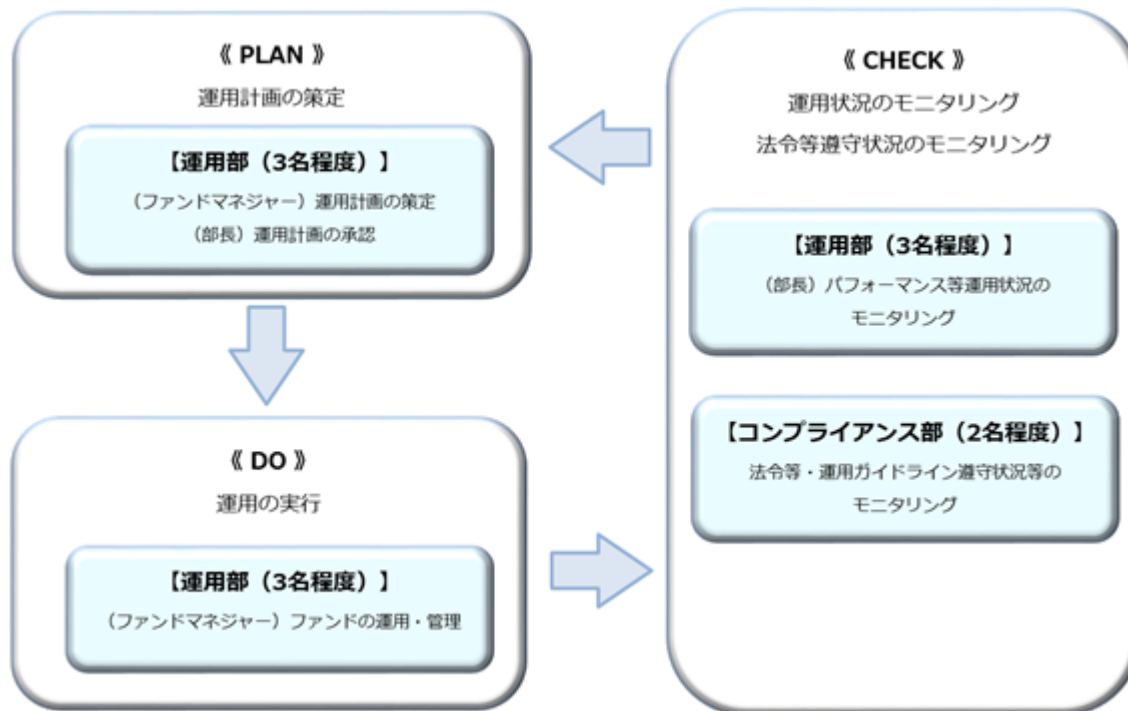 《 PLAN 》
運用計画の策定
【運用部（3名程度）】
（ファンドマネジャー）運用計画の策定
（部長）運用計画の承認
《 DO 》
運用の実行
【運用部（3名程度）】
（ファンドマネジャー）ファンドの運用・管理
《 CHECK 》
運用状況のモニタリング
法令等遵守状況のモニタリング
【運用部（3名程度）】
（部長）パフォーマンス等運用状況の
モニタリング
【コンプライアンス部（2名程度）】
法令等・運用ガイドライン遵守状況等の
モニタリング